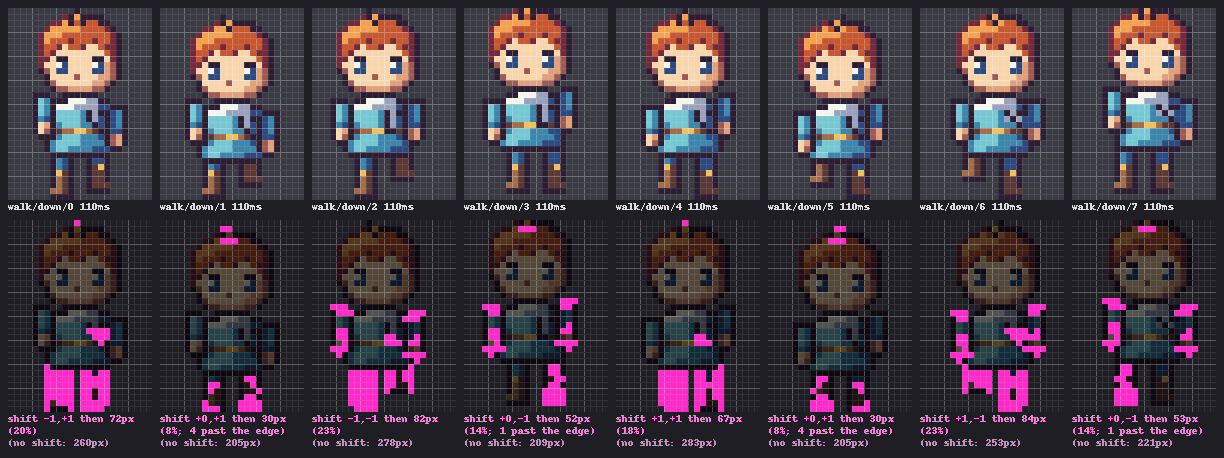 walk/down/0 110ms
walk/down/1 110ms
walk/down/2 110ms
walk/down/3 110ms
walk/down/4 110ms
walk/down/5 110ms
walk/down/6 110ms
walk/down/7 110ms
shift -1,+1 then 72px
(20%)
(no shift: 260px)
shift +0,+1 then 30px
(8%; 4 past the edge)
(no shift: 205px)
shift -1,-1 then 82px
(23%)
(no shift: 278px)
shift +0,-1 then 52px
(14%; 1 past the edge)
(no shift: 209px)
shift +1,+1 then 67px
(18%)
(no shift: 283px)
shift +0,+1 then 30px
(8%; 4 past the edge)
(no shift: 205px)
shift +1,-1 then 84px
(23%)
(no shift: 253px)
shift +0,-1 then 53px
(14%; 1 past the edge)
(no shift: 221px)